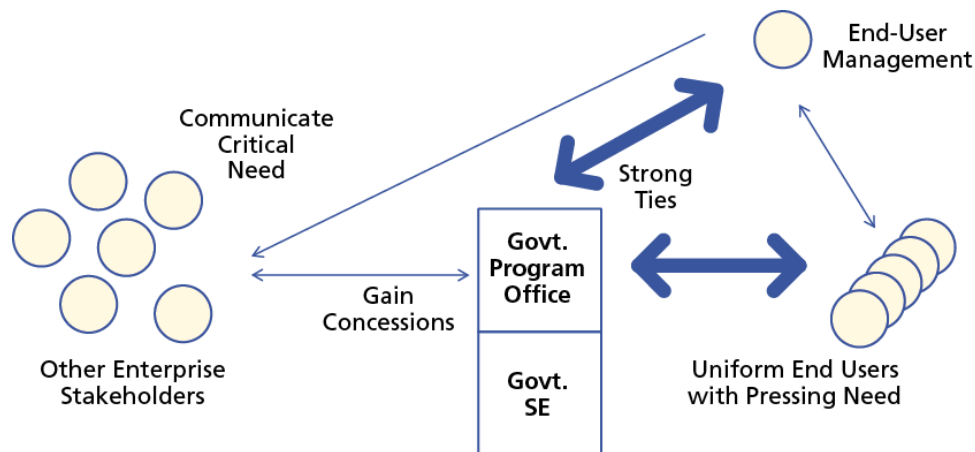 End-User
Management
Communicate
Critical
Need
Strong
Ties
Govt.
Program
Office
Gain
Concessions
Other Enterprise
Stakeholders
Govt.
SE
Uniform End Users
with Pressing Need